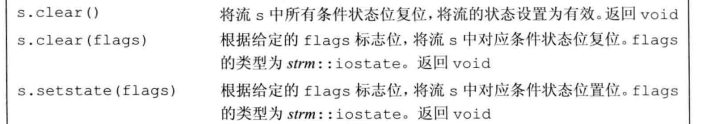 s.clear() 将流 s 中所有条件状态位复位,将流的状态设置为有效。返回 void
s.clear(flags) 根据给定的 flags 标志位,将流 s 中对应条件状态位复位。flags
的类型为 strm::iostate。返回 void
s.setstate(flags) 根据给定的 flags 标志位,将流 s 中对应条件状态位置位。flags
的类型为 strm::iostate。返回 void